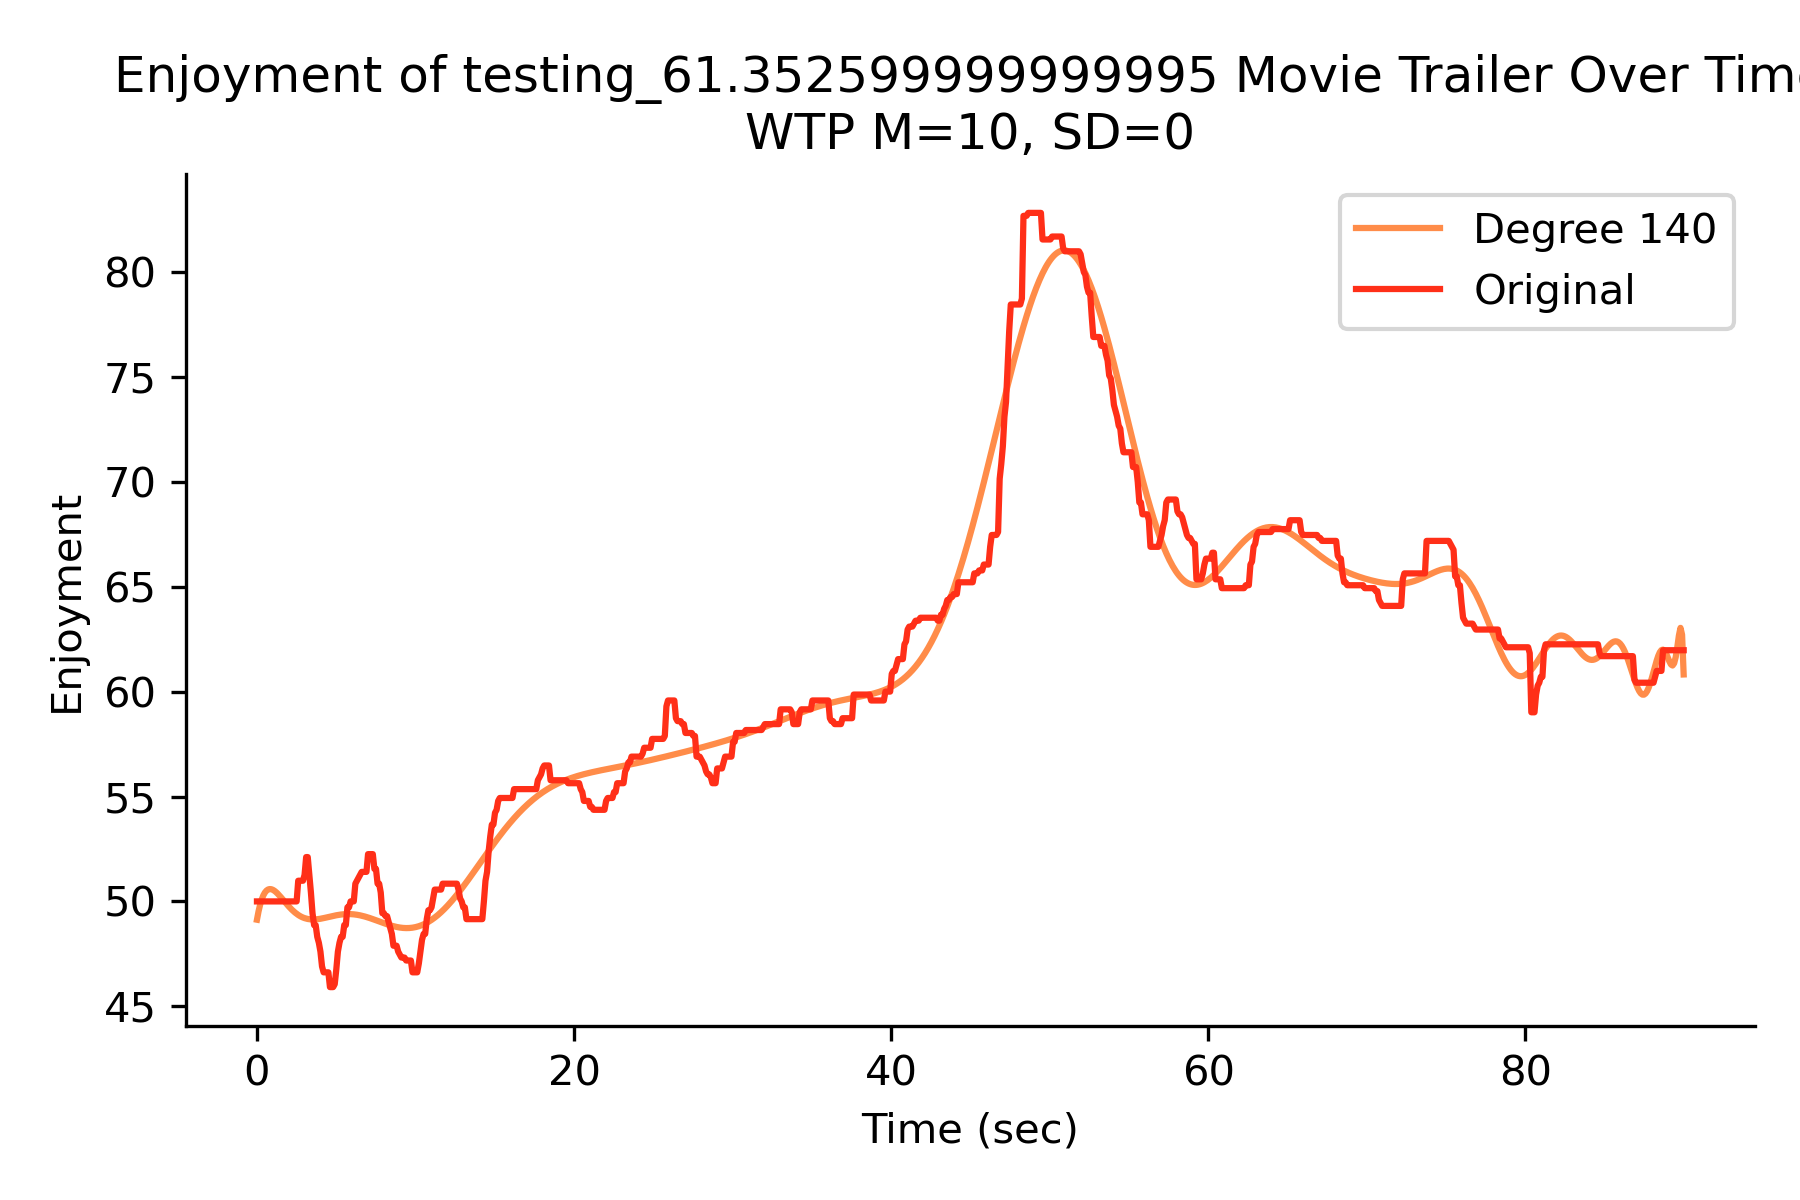 Enjoyment of testing_61.352599999999995 Movie Trailer Over Tim
WTP M=10, SD=0
Degree 140
Original
80
75
70
65
60
55
50
45
Enjoyment
0 20 40 60 80
Time (sec)